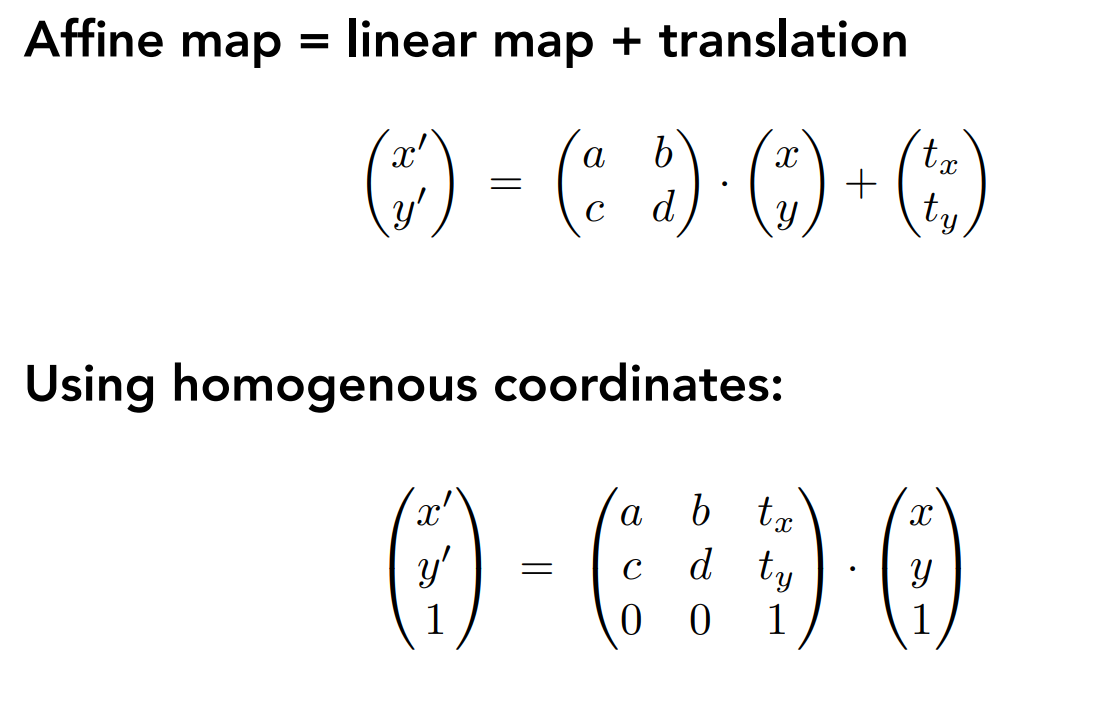 Affine map = linear map + translation
$\begin{pmatrix} x' \\ y' \end{pmatrix} = \begin{pmatrix} a & b \\ c & d \end{pmatrix} \cdot \begin{pmatrix} x \\ y \end{pmatrix} + \begin{pmatrix} t_x \\ t_y \end{pmatrix}$
Using homogenous coordinates:
$\begin{pmatrix} x' \\ y' \\ 1 \end{pmatrix} = \begin{pmatrix} a & b & t_x \\ c & d & t_y \\ 0 & 0 & 1 \end{pmatrix} \cdot \begin{pmatrix} x \\ y \\ 1 \end{pmatrix}$